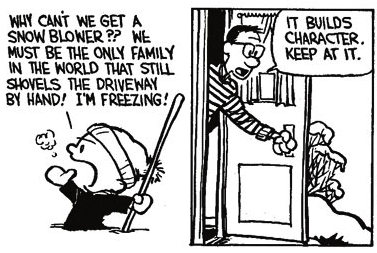 WHY CAN'T WE GET A
SNOW BLOWER?? WE
MUST BE THE ONLY FAMILY
IN THE WORLD THAT STILL
SHOVELS THE DRIVEWAY
BY HAND! I'M FREEZING!
IT BUILDS
CHARACTER.
KEEP AT IT.